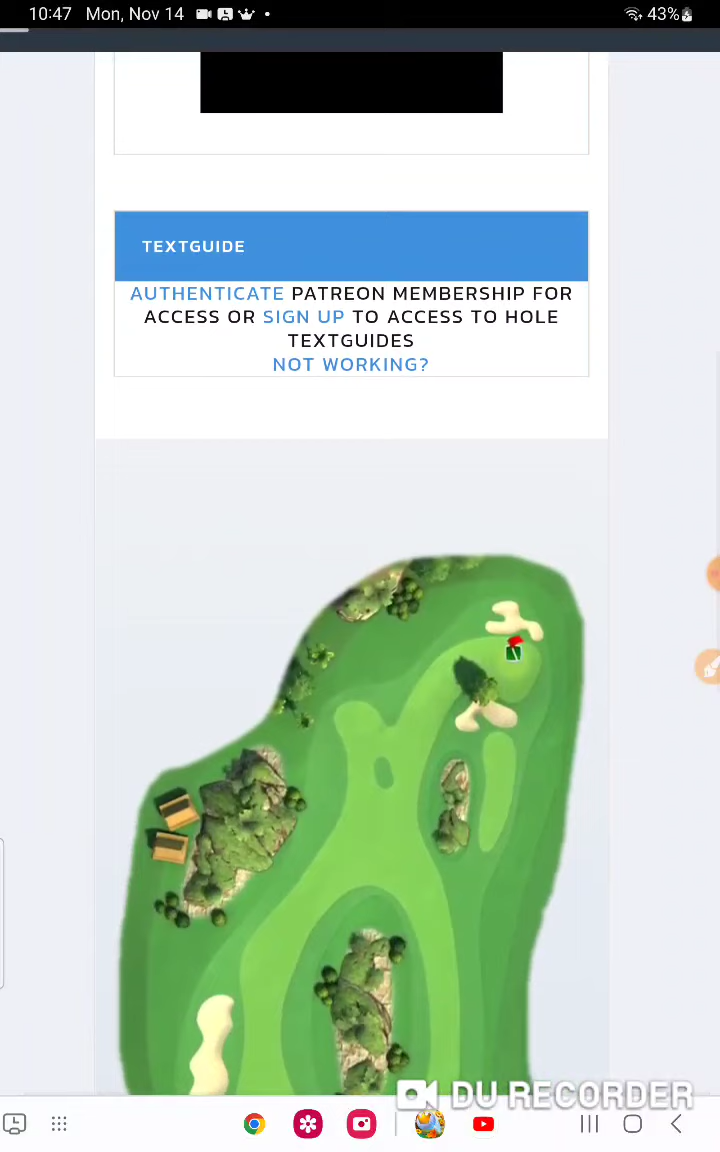 10:47 Mon, Nov 14 43%
TEXTGUIDE
AUTHENTICATE PATREON MEMBERSHIP FOR
ACCESS OR SIGN UP TO ACCESS TO HOLE
TEXTGUIDES
NOT WORKING?
DU RECORDER